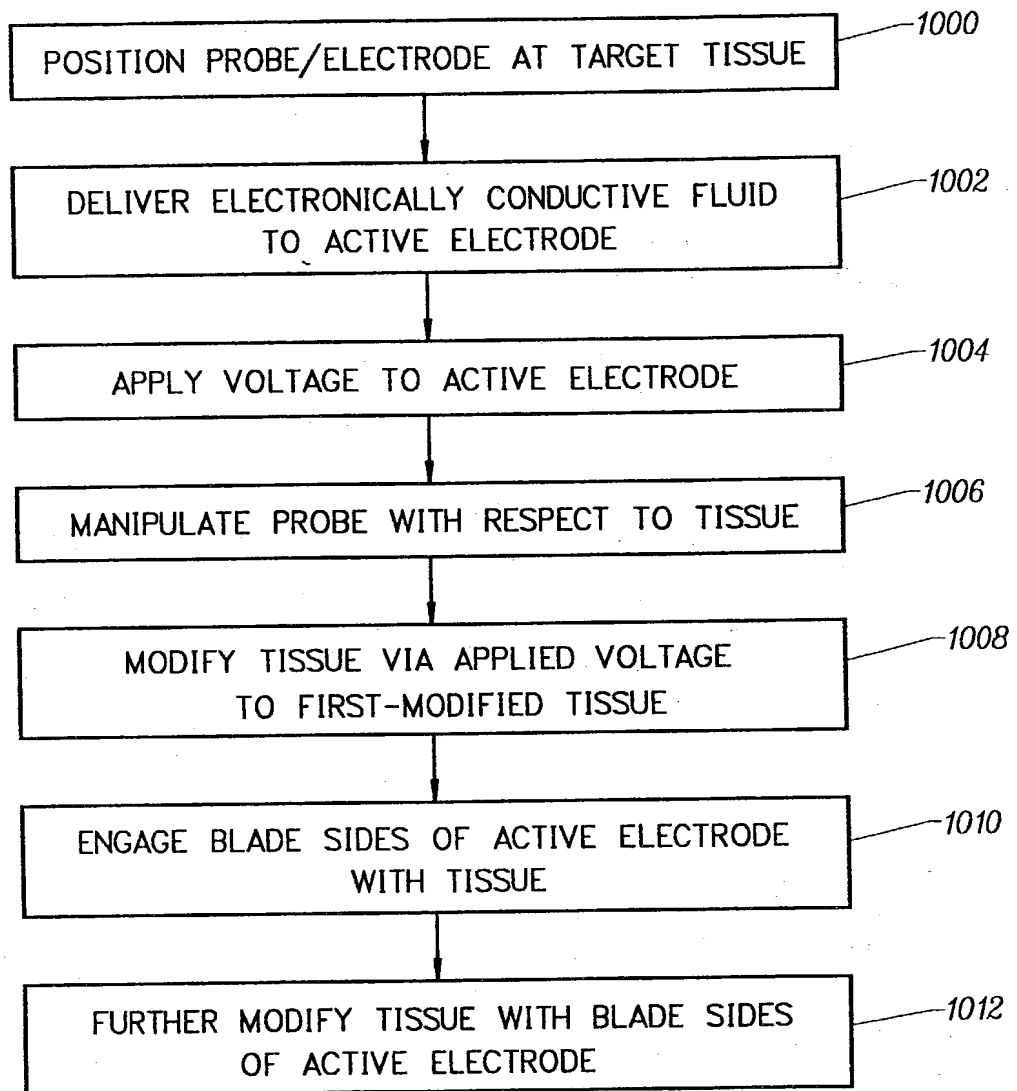 POSITION PROBE/ELECTRODE AT TARGET TISSUE
1000
DELIVER ELECTRONICALLY CONDUCTIVE FLUID
TO ACTIVE ELECTRODE
1002
APPLY VOLTAGE TO ACTIVE ELECTRODE
1004
MANIPULATE PROBE WITH RESPECT TO TISSUE
1006
MODIFY TISSUE VIA APPLIED VOLTAGE
TO FIRST-MODIFIED TISSUE
1008
ENGAGE BLADE SIDES OF ACTIVE ELECTRODE
WITH TISSUE
1010
FURTHER MODIFY TISSUE WITH BLADE SIDES
OF ACTIVE ELECTRODE
1012